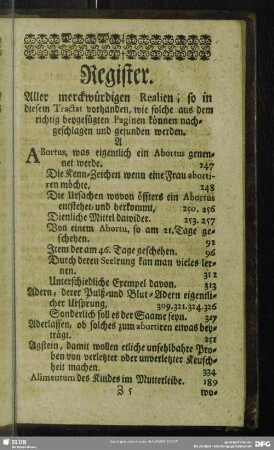 Register.
Aller merckwürdigen Realien; so in
diesem Tractat vorhanden, wie solche aus dem
richtig beygefügten Paginen können nach-
geschlagen und gefunden werden.
A
ABortus, was eigentlich ein Abortus genen-
net werde. 247
Die Kenn-Zeichen wenn eine Frau aborti-
ren möchte. 248
Die Ursachen wovon öffters ein Abortus
entstehet, und herkommt, 250. 256
Dienliche Mittel dawider. 253. 257
Von einem Abortu, so am 21. Tage ge-
schehen. 92
Item der am 46. Tage geschehen. 96
Durch deren Seetzung kan man vieles ler-
nen. 312
Unterschiedliche Exempel davon. 313
Adern, derer Pulß- und Blut-Adern eigentli-
cher Ursprung, 309. 321. 324. 326
Sonderlich soll es der Saame seyn. 327
Aderlassen, ob solches zum abortiren etwas bey-
trägt. 251
Agstein, damit wollen etliche unfehlbahre Pro-
ben von verletzter oder unverletzter Keusch-
heit machen. 334
Alimentum des Kindes im Mutterleibe. 189
Z 5 wo-
SLUB
DFG